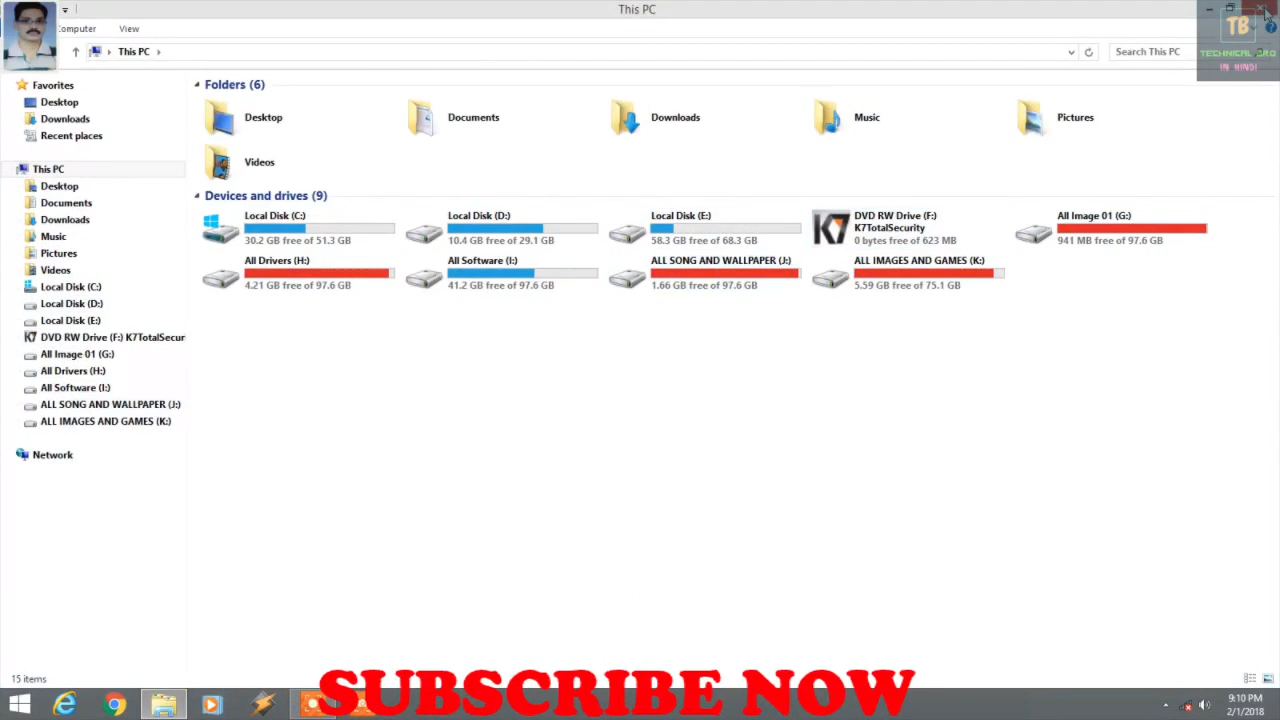 This PC
Computer
View
This PC
Search This PC
TB
TECHNICAL BRO
IN HINDI
Favorites
Desktop
Downloads
Recent places
This PC
Desktop
Documents
Downloads
Music
Pictures
Videos
Local Disk (C:)
Local Disk (D:)
Local Disk (E:)
DVD RW Drive (F:) K7TotalSecur
All Image 01 (G:)
All Drivers (H:)
All Software (I:)
ALL SONG AND WALLPAPER (J:)
ALL IMAGES AND GAMES (K:)
Network
Folders (6)
Desktop
Documents
Downloads
Music
Pictures
Videos
Devices and drives (9)
Local Disk (C:)
30.2 GB free of 51.3 GB
Local Disk (D:)
10.4 GB free of 29.1 GB
Local Disk (E:)
58.3 GB free of 68.3 GB
K7
DVD RW Drive (F:)
K7TotalSecurity
0 bytes free of 623 MB
All Image 01 (G:)
941 MB free of 97.6 GB
All Drivers (H:)
4.21 GB free of 97.6 GB
All Software (I:)
41.2 GB free of 97.6 GB
ALL SONG AND WALLPAPER (J:)
1.66 GB free of 97.6 GB
ALL IMAGES AND GAMES (K:)
5.59 GB free of 75.1 GB
15 items
SUBSCRIBE NOW
9:10 PM
2/1/2018